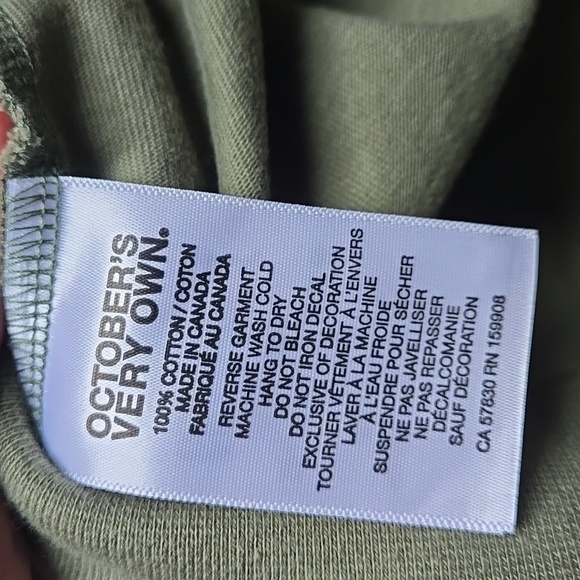 OCTOBER'S
VERY OWN®
100% COTTON / COTON
MADE IN CANADA
FABRIQUÉ AU CANADA
REVERSE GARMENT
MACHINE WASH COLD
HANG TO DRY
DO NOT BLEACH
DO NOT IRON DECAL
EXCLUSIVE OF DECORATION
TOURNER VÊTEMENT À L'ENVERS
LAVER À LA MACHINE
À L'EAU FROIDE
SUSPENDRE POUR SÉCHER
NE PAS JAVELLISER
NE PAS REPASSER
DÉCALCOMANIE
SAUF DÉCORATION
CA 57830 RN 159908